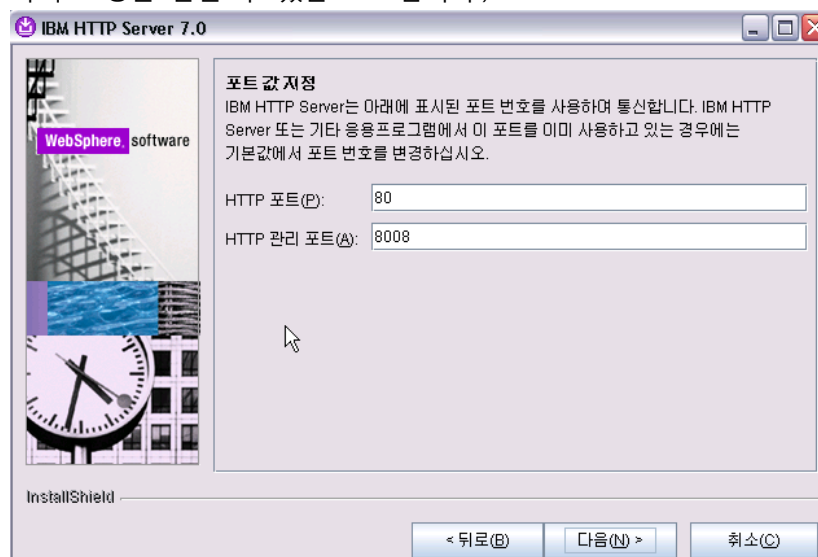 IBM HTTP Server 7.0
WebSphere. software
포트 값 지정
IBM HTTP Server는 아래에 표시된 포트 번호를 사용하여 통신합니다. IBM HTTP
Server 또는 기타 응용프로그램에서 이 포트를 이미 사용하고 있는 경우에는
기본값에서 포트 번호를 변경하십시오.
HTTP 포트(P): 80
HTTP 관리 포트(A): 8008
InstallShield
< 뒤로(B) 다음(N) > 취소(C)